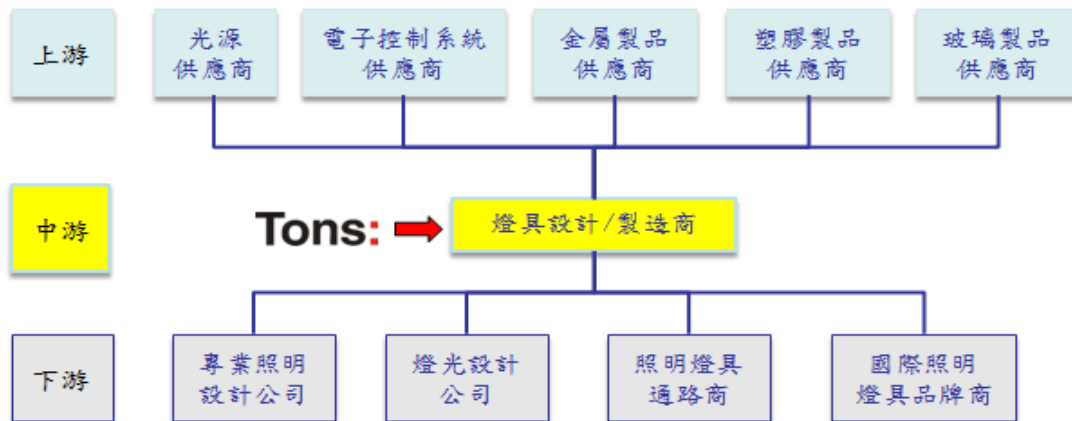 上游
光源
供應商
電子控制系統
供應商
金屬製品
供應商
塑膠製品
供應商
玻璃製品
供應商
中游
Tons:
燈具設計/製造商
下游
專業照明
設計公司
燈光設計
公司
照明燈具
通路商
國際照明
燈具品牌商